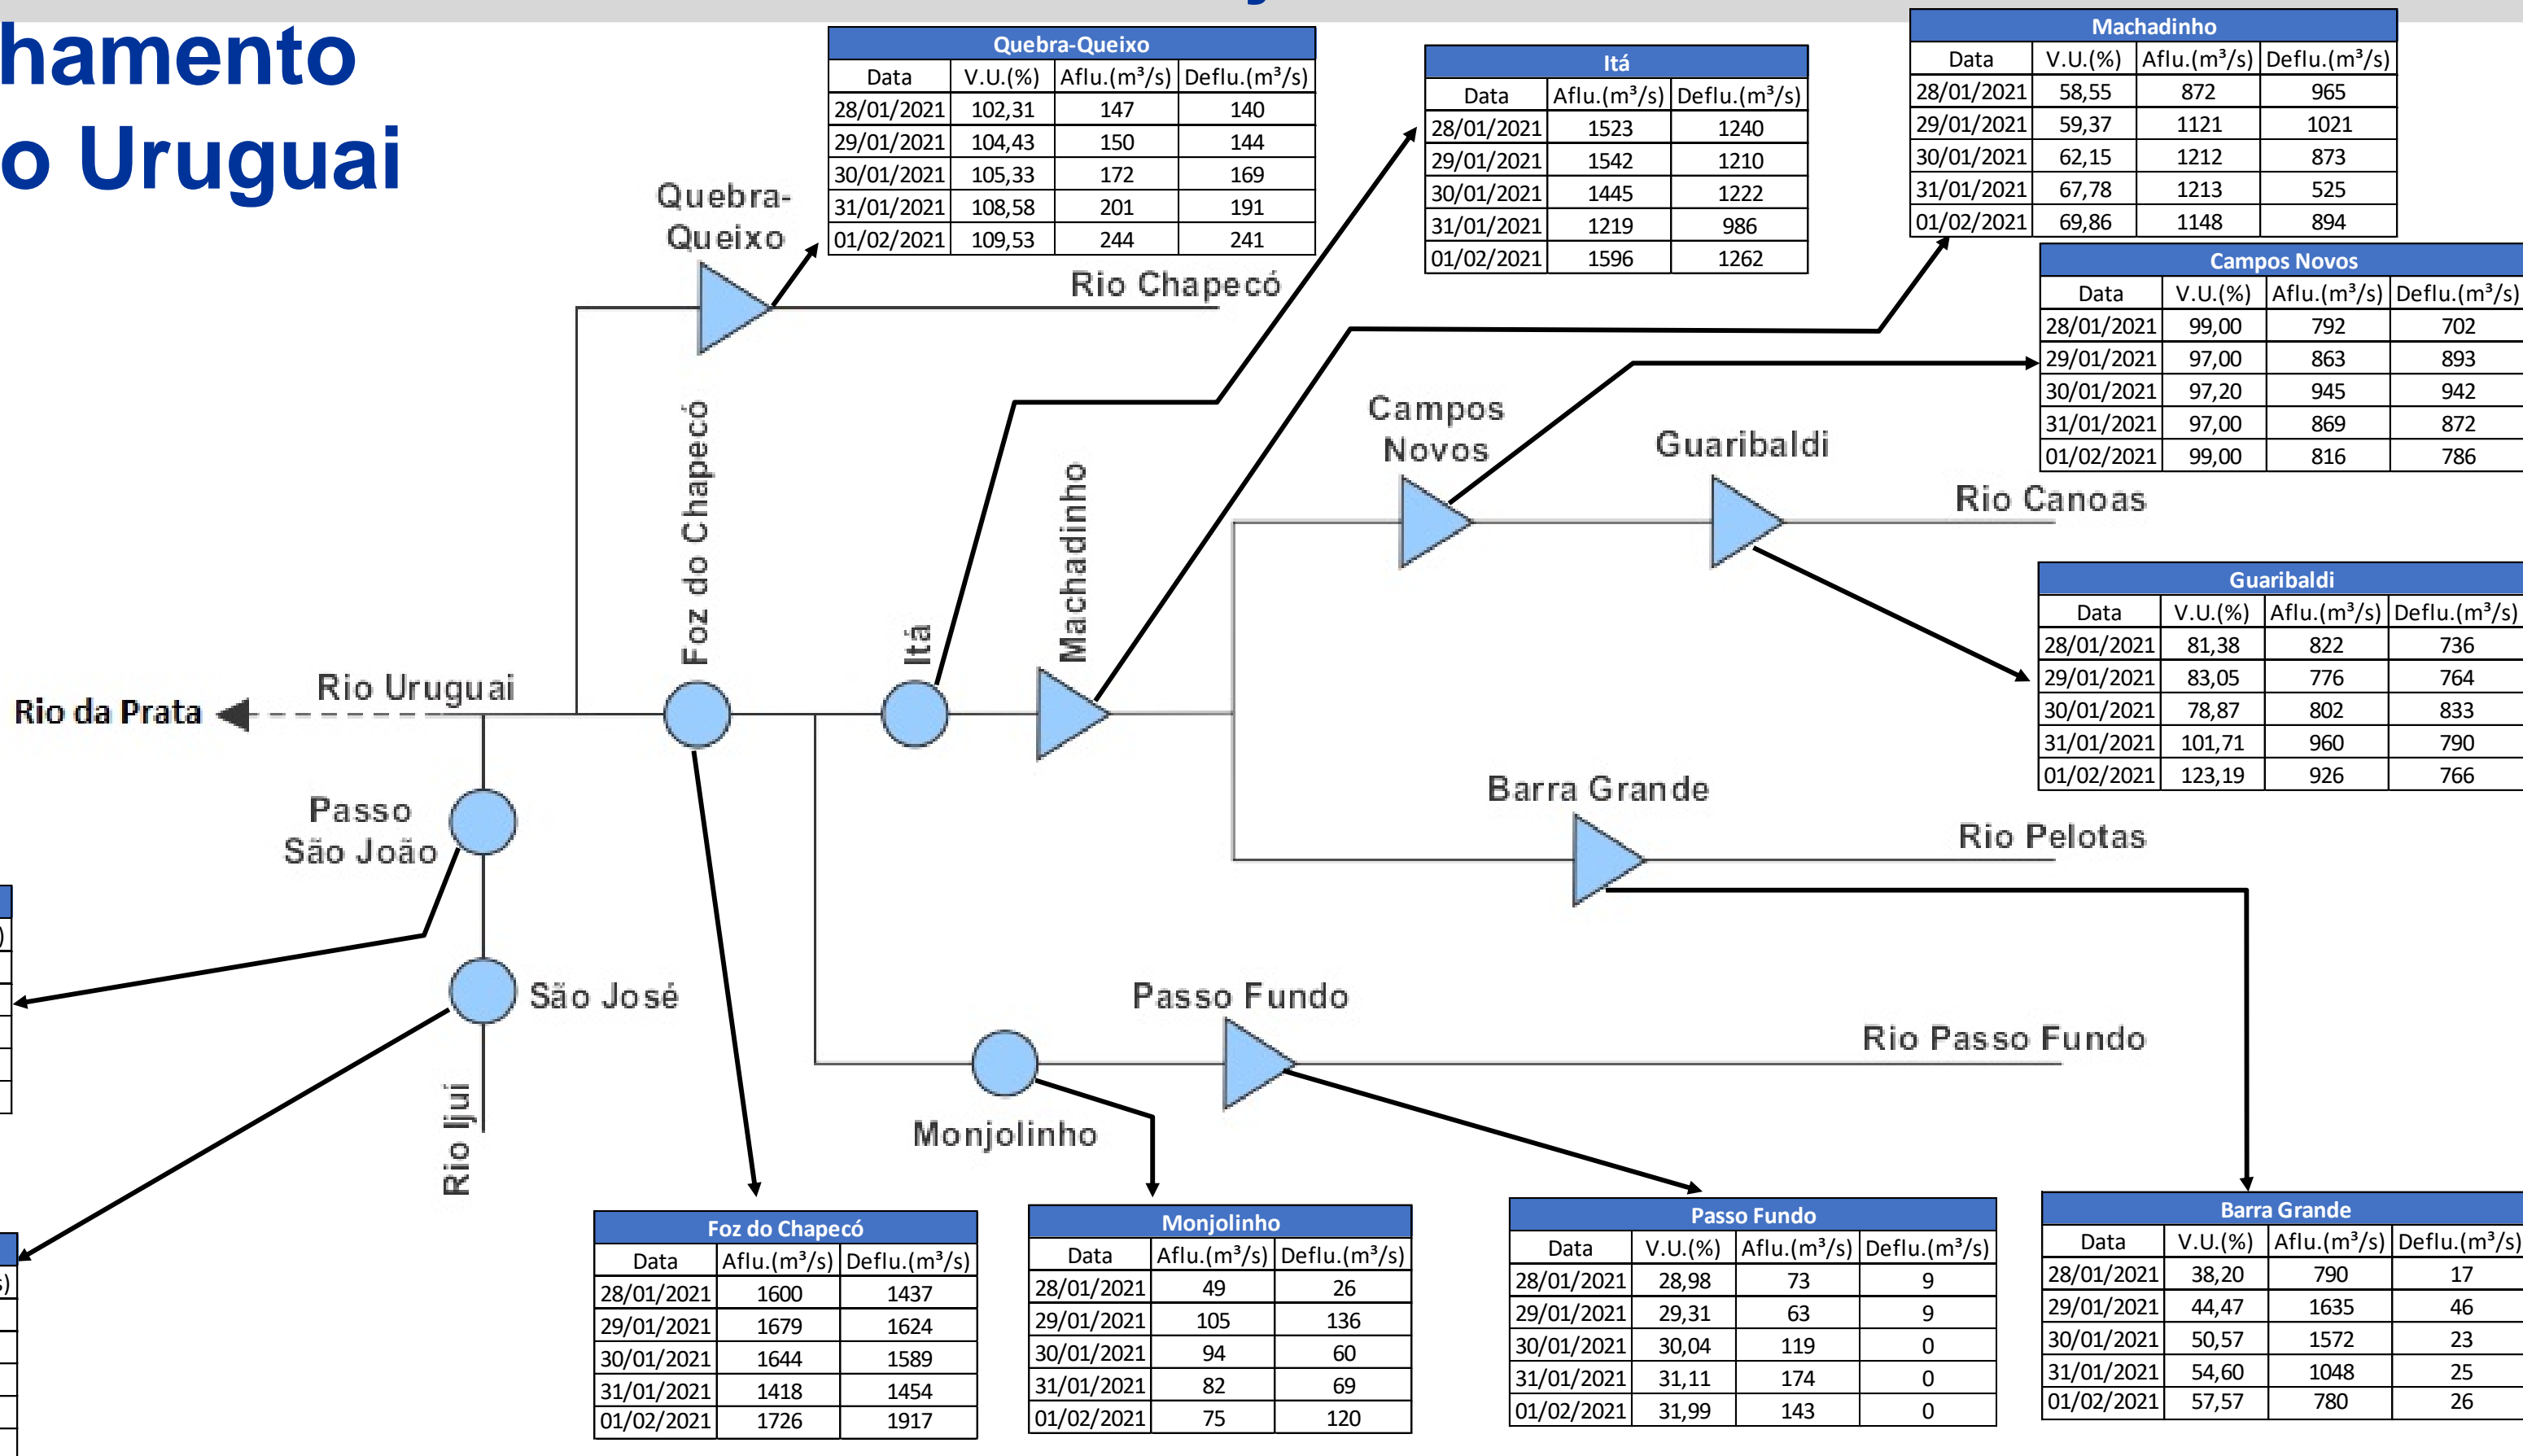 hamento
o Uruguai
Quebra-Queixo
Data V.U.(%) Aflu.(m³/s) Deflu.(m³/s)
28/01/2021 102,31 147 140
29/01/2021 104,43 150 144
30/01/2021 105,33 172 169
31/01/2021 108,58 201 191
01/02/2021 109,53 244 241
Itá
Data Aflu.(m³/s) Deflu.(m³/s)
28/01/2021 1523 1240
29/01/2021 1542 1210
30/01/2021 1445 1222
31/01/2021 1219 986
01/02/2021 1596 1262
Machadinho
Data V.U.(%) Aflu.(m³/s) Deflu.(m³/s)
28/01/2021 58,55 872 965
29/01/2021 59,37 1121 1021
30/01/2021 62,15 1212 873
31/01/2021 67,78 1213 525
01/02/2021 69,86 1148 894
Campos Novos
Data V.U.(%) Aflu.(m³/s) Deflu.(m³/s)
28/01/2021 99,00 792 702
29/01/2021 97,00 863 893
30/01/2021 97,20 945 942
31/01/2021 97,00 869 872
01/02/2021 99,00 816 786
Quebra-
Queixo
Rio Chapecó
Foz do Chapecó
Itá
Machadinho
Campos
Novos
Guaribaldi
Rio Canoas
Guaribaldi
Data V.U.(%) Aflu.(m³/s) Deflu.(m³/s)
28/01/2021 81,38 822 736
29/01/2021 83,05 776 764
30/01/2021 78,87 802 833
31/01/2021 101,71 960 790
01/02/2021 123,19 926 766
Rio da Prata
Rio Uruguai
Passo
São João
Barra Grande
Rio Pelotas
São José
Rio Ijui
Passo Fundo
Rio Passo Fundo
Monjolinho
Foz do Chapecó
Data Aflu.(m³/s) Deflu.(m³/s)
28/01/2021 1600 1437
29/01/2021 1679 1624
30/01/2021 1644 1589
31/01/2021 1418 1454
01/02/2021 1726 1917
Monjolinho
Data Aflu.(m³/s) Deflu.(m³/s)
28/01/2021 49 26
29/01/2021 105 136
30/01/2021 94 60
31/01/2021 82 69
01/02/2021 75 120
Passo Fundo
Data V.U.(%) Aflu.(m³/s) Deflu.(m³/s)
28/01/2021 28,98 73 9
29/01/2021 29,31 63 9
30/01/2021 30,04 119 0
31/01/2021 31,11 174 0
01/02/2021 31,99 143 0
Barra Grande
Data V.U.(%) Aflu.(m³/s) Deflu.(m³/s)
28/01/2021 38,20 790 17
29/01/2021 44,47 1635 46
30/01/2021 50,57 1572 23
31/01/2021 54,60 1048 25
01/02/2021 57,57 780 26